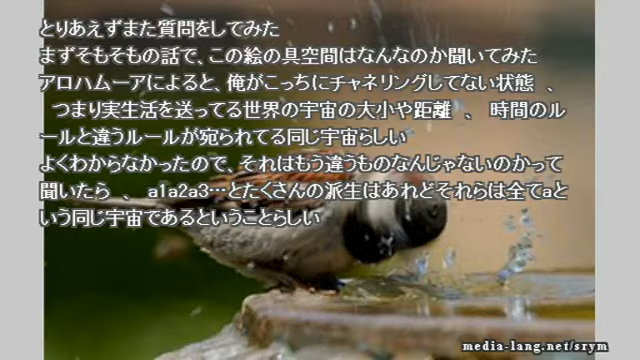 とりあえずまた質問をしてみた
まずそもそもの話で、この絵の具空間はなんなのか聞いてみた
アロハムーアによると、俺がこっちにチャネリングしてない状態　、
つまり実生活を送ってる世界の宇宙の大小や距離　、　時間のル
ールと違うルールが宛られてる同じ宇宙らしい
よくわからなかったので、それはもう違うものなんじゃないのかって
聞いたら　、　a1a2a3…とたくさんの派生はあれどそれらは全てaと
いう同じ宇宙であるということらしい
media-lang.net/srym